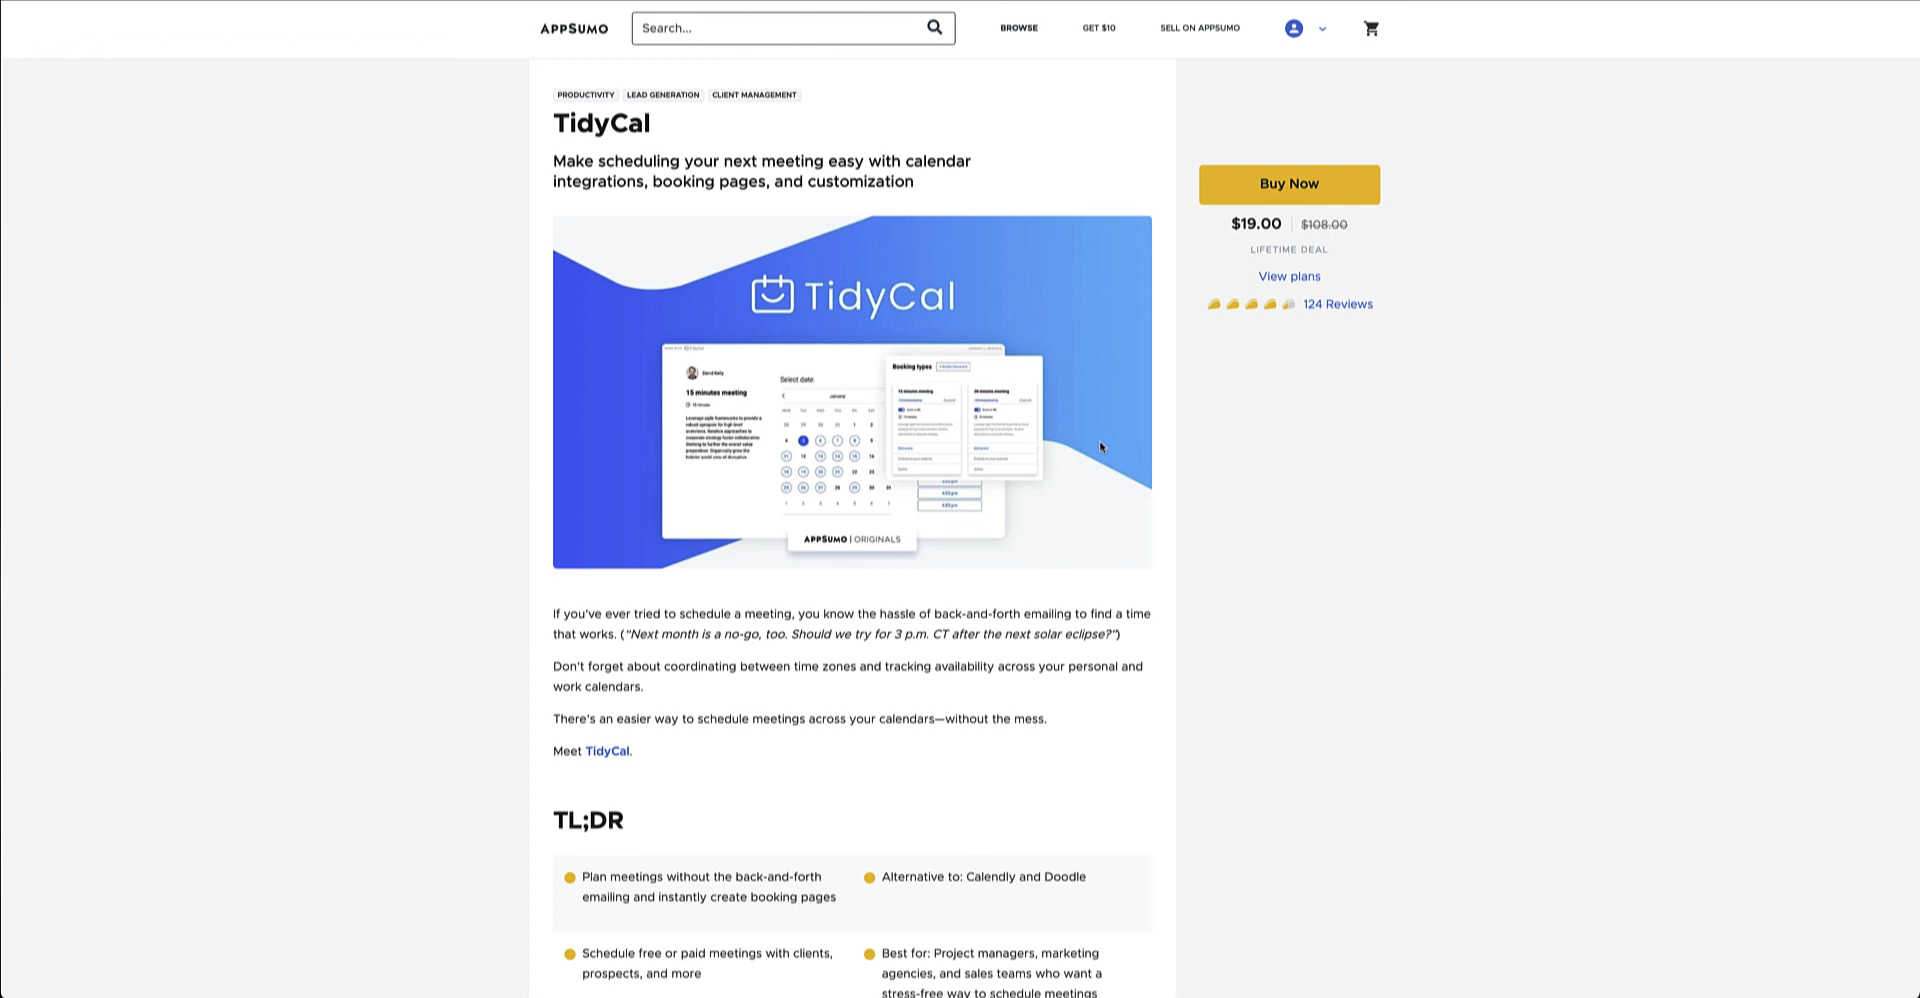 APPSUMO
Search...
BROWSE
GET $10
SELL ON APPSUMO
PRODUCTIVITY LEAD GENERATION CLIENT MANAGEMENT
TidyCal
Make scheduling your next meeting easy with calendar
integrations, booking pages, and customization
Buy Now
$19.00 $108.00
LIFETIME DEAL
View plans
124 Reviews
TidyCal
David Kelly
15 minutes meeting
Select date:
January
Booking types
APPSUMO | ORIGINALS
If you've ever tried to schedule a meeting, you know the hassle of back-and-forth emailing to find a time
that works. ("Next month is a no-go, too. Should we try for 3 p.m. CT after the next solar eclipse?")
Don't forget about coordinating between time zones and tracking availability across your personal and
work calendars.
There's an easier way to schedule meetings across your calendars—without the mess.
Meet TidyCal.
TL;DR
Plan meetings without the back-and-forth
emailing and instantly create booking pages
Alternative to: Calendly and Doodle
Schedule free or paid meetings with clients,
prospects, and more
Best for: Project managers, marketing
agencies, and sales teams who want a
stress-free way to schedule meetings